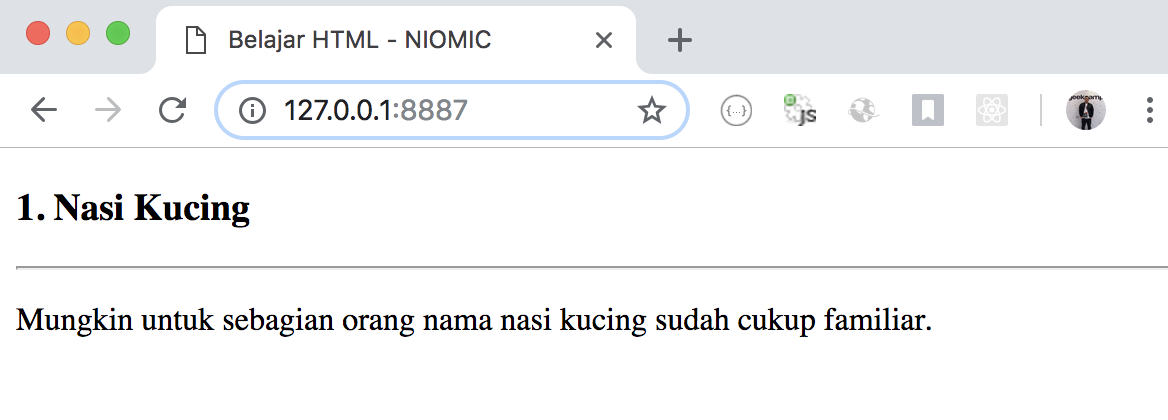 Belajar HTML - NIOMIC
127.0.0.1:8887
{...}
js
1. Nasi Kucing
Mungkin untuk sebagian orang nama nasi kucing sudah cukup familiar.